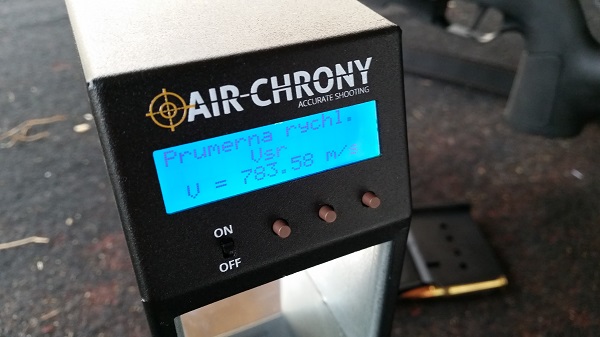 AIR-CHRONY
ACCURATE SHOOTING
Prumerna rychl.
Vsr
V = 783.58 m/s
ON
OFF